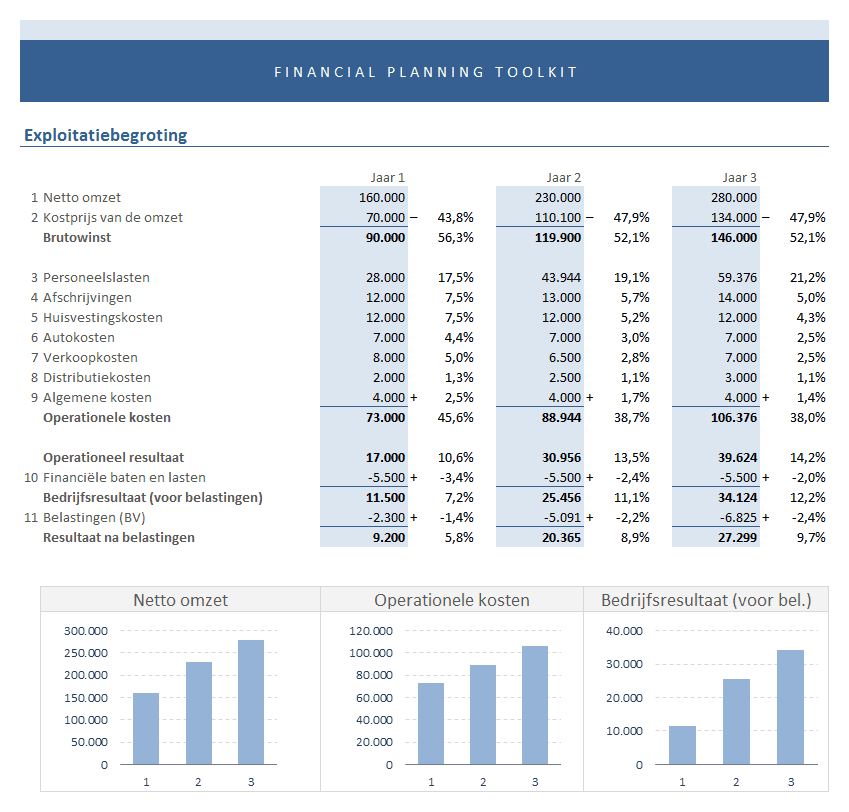 FINANCIAL PLANNING TOOLKIT
Exploitatiebegroting
Jaar 1 Jaar 2 Jaar 3
1 Netto omzet 160.000 230.000 280.000
2 Kostprijs van de omzet 70.000 – 43,8% 110.100 – 47,9% 134.000 – 47,9%
Brutowinst 90.000 56,3% 119.900 52,1% 146.000 52,1%
3 Personeelslasten 28.000 17,5% 43.944 19,1% 59.376 21,2%
4 Afschrijvingen 12.000 7,5% 13.000 5,7% 14.000 5,0%
5 Huisvestingskosten 12.000 7,5% 12.000 5,2% 12.000 4,3%
6 Autokosten 7.000 4,4% 7.000 3,0% 7.000 2,5%
7 Verkoopkosten 8.000 5,0% 6.500 2,8% 7.000 2,5%
8 Distributiekosten 2.000 1,3% 2.500 1,1% 3.000 1,1%
9 Algemene kosten 4.000 + 2,5% 4.000 + 1,7% 4.000 + 1,4%
Operationele kosten 73.000 45,6% 88.944 38,7% 106.376 38,0%
Operationeel resultaat 17.000 10,6% 30.956 13,5% 39.624 14,2%
10 Financiële baten en lasten -5.500 + -3,4% -5.500 + -2,4% -5.500 + -2,0%
Bedrijfsresultaat (voor belastingen) 11.500 7,2% 25.456 11,1% 34.124 12,2%
11 Belastingen (BV) -2.300 + -1,4% -5.091 + -2,2% -6.825 + -2,4%
Resultaat na belastingen 9.200 5,8% 20.365 8,9% 27.299 9,7%
Netto omzet
300.000
250.000
200.000
150.000
100.000
50.000
0
1 2 3
Operationele kosten
120.000
100.000
80.000
60.000
40.000
20.000
0
1 2 3
Bedrijfsresultaat (voor bel.)
40.000
30.000
20.000
10.000
0
1 2 3